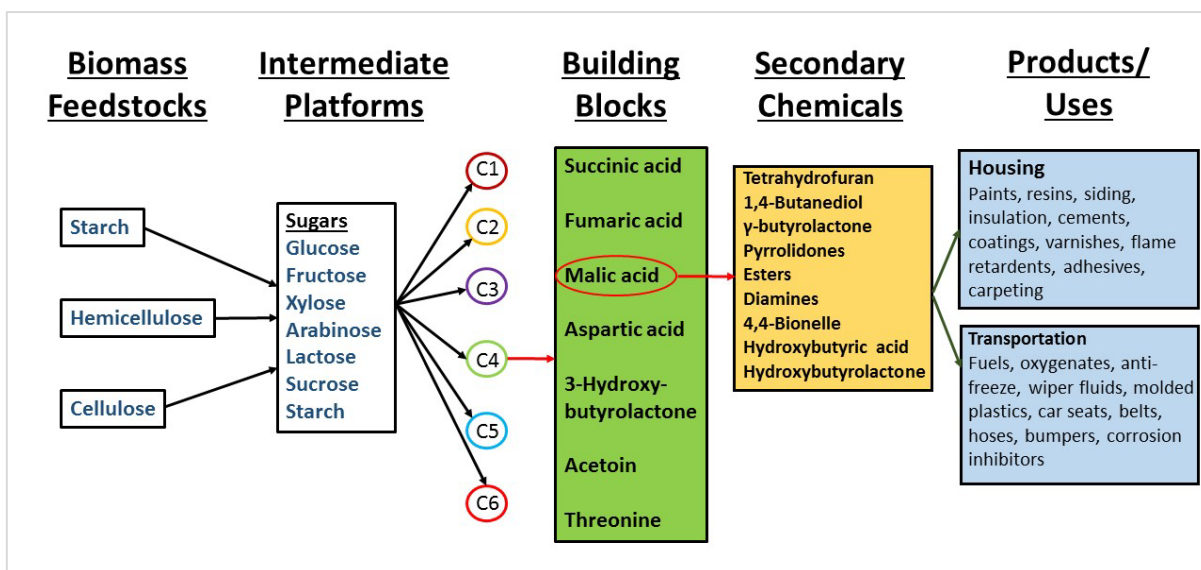 Biomass
Feedstocks
Intermediate
Platforms
Building
Blocks
Secondary
Chemicals
Products/
Uses
Starch
Hemicellulose
Cellulose
Sugars
Glucose
Fructose
Xylose
Arabinose
Lactose
Sucrose
Starch
C1
C2
C3
C4
C5
C6
Succinic acid
Fumaric acid
Malic acid
Aspartic acid
3-Hydroxy-
butyrolactone
Acetoin
Threonine
Tetrahydrofuran
1,4-Butanediol
γ-butyrolactone
Pyrrolidones
Esters
Diamines
4,4-Bionelle
Hydroxybutyric acid
Hydroxybutyrolactone
Housing
Paints, resins, siding,
insulation, cements,
coatings, varnishes, flame
retardents, adhesives,
carpeting
Transportation
Fuels, oxygenates, anti-
freeze, wiper fluids, molded
plastics, car seats, belts,
hoses, bumpers, corrosion
inhibitors